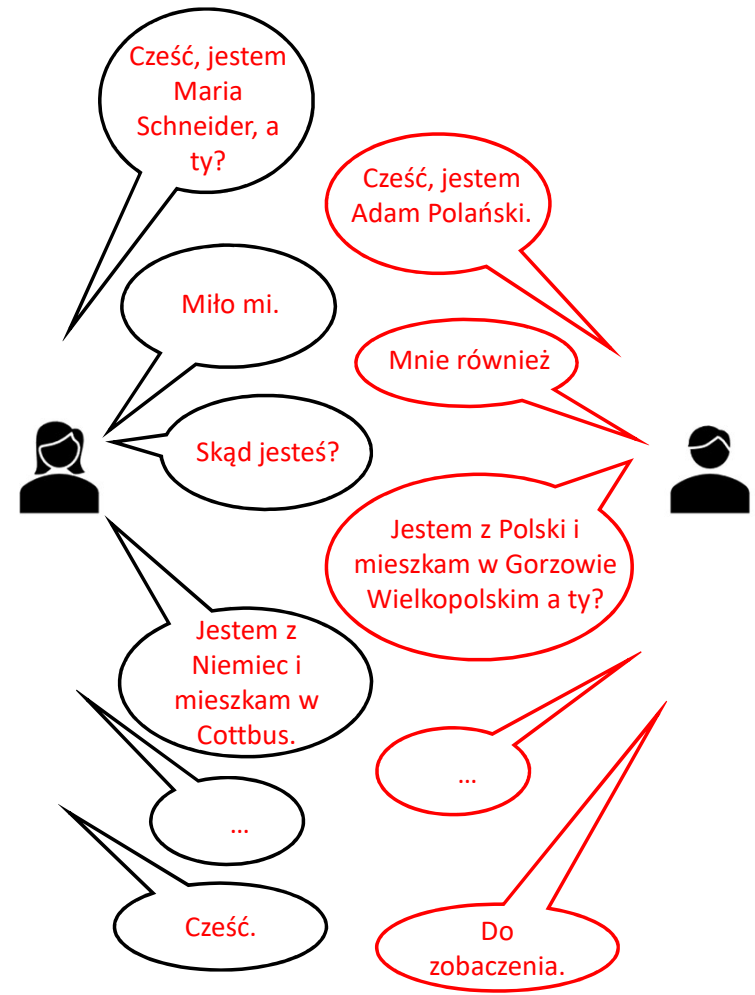 Cześć, jestem
Maria
Schneider, a
ty?
Cześć, jestem
Adam Polański.
Miło mi.
Mnie również
Skąd jesteś?
Jestem z Polski i
mieszkam w Gorzowie
Wielkopolskim a ty?
Jestem z
Niemiec i
mieszkam w
Cottbus.
...
...
Cześć.
Do
zobaczenia.